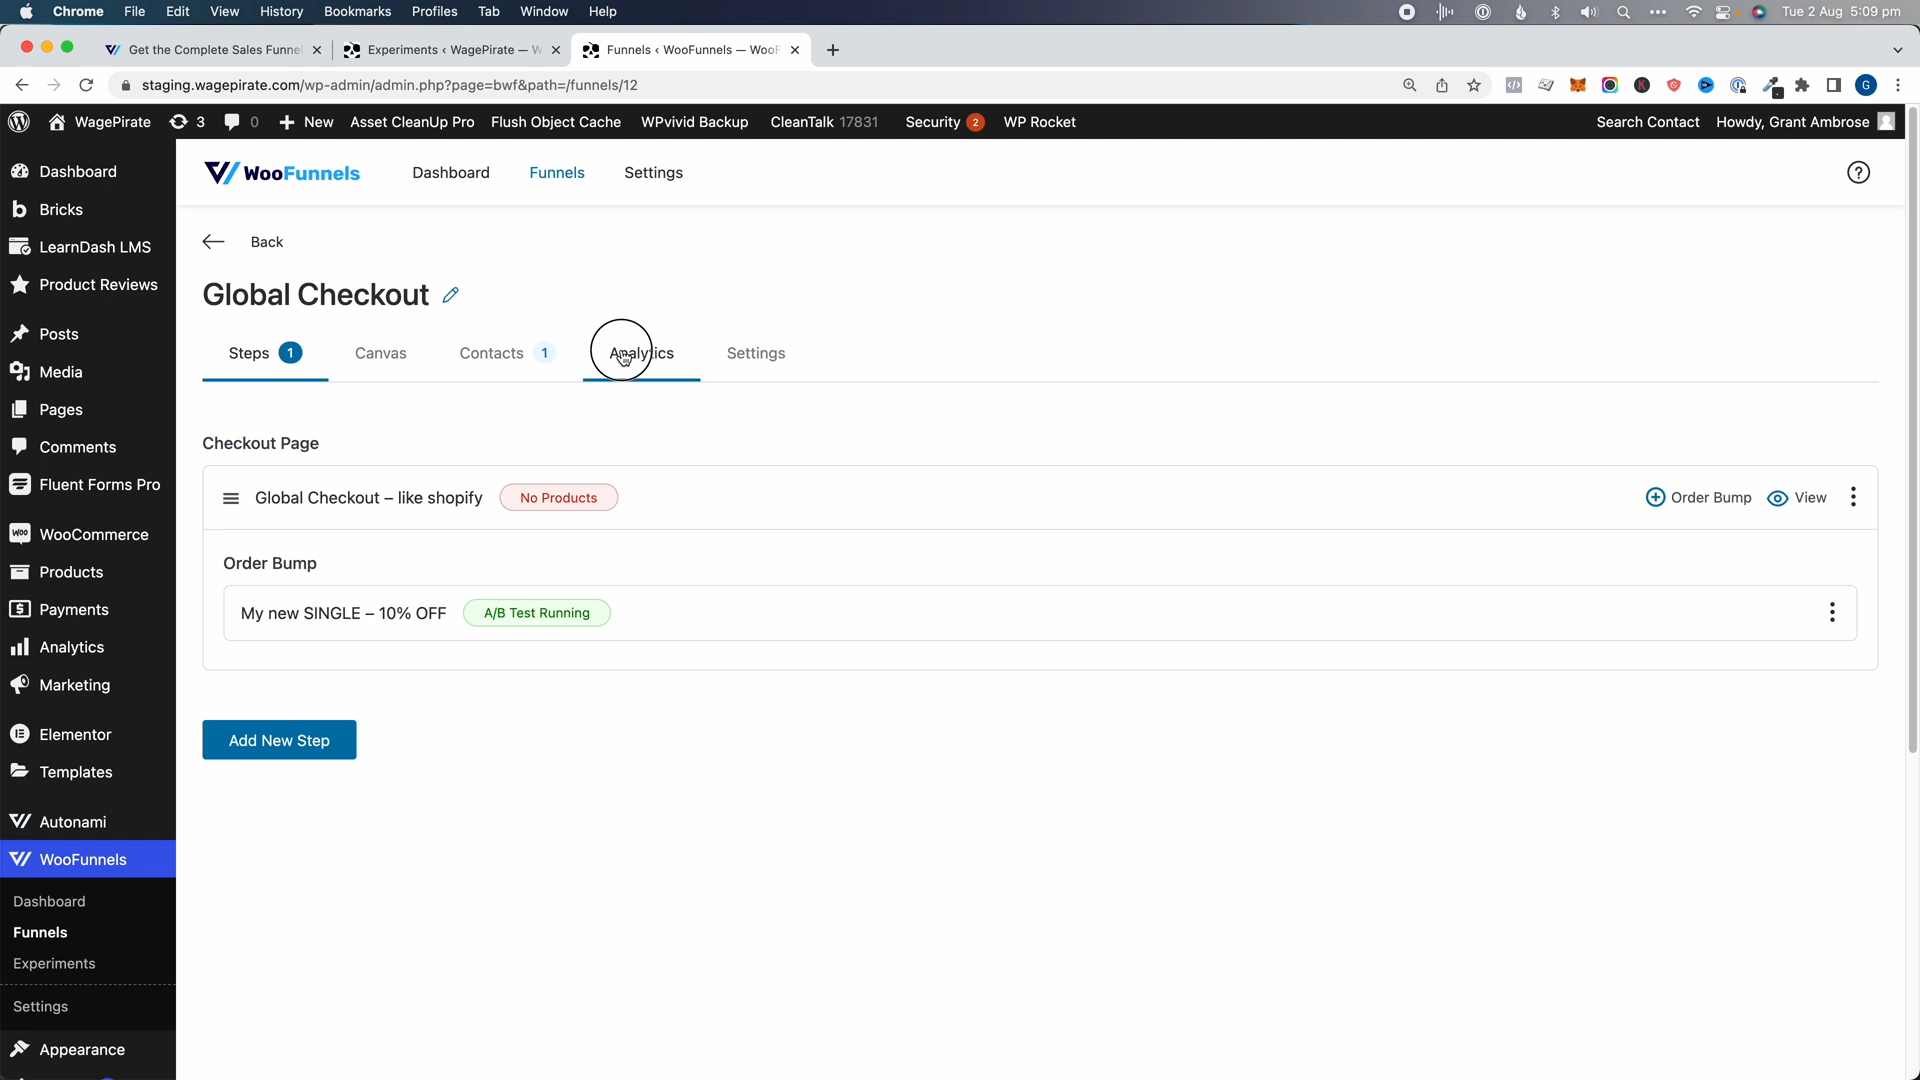 Chrome File Edit View History Bookmarks Profiles Tab Window Help Tue 2 Aug 5:09 pm
Get the Complete Sales Funne Experiments ‹ WagePirate — W Funnels ‹ WooFunnels — WooF
staging.wagepirate.com/wp-admin/admin.php?page=bwf&path=/funnels/12 G
WagePirate 3 0 New Asset CleanUp Pro Flush Object Cache WPvivid Backup CleanTalk 17831 Security 2 WP Rocket Search Contact Howdy, Grant Ambrose
Dashboard
Bricks
LearnDash LMS
Product Reviews
Posts
Media
Pages
Comments
Fluent Forms Pro
WooCommerce
Products
Payments
Analytics
Marketing
Elementor
Templates
Autonami
WooFunnels
Dashboard
Funnels
Experiments
Settings
Appearance
WooFunnels Dashboard Funnels Settings
Back
Global Checkout
Steps 1 Canvas Contacts 1 Analytics Settings
Checkout Page
Global Checkout – like shopify No Products Order Bump View
Order Bump
My new SINGLE – 10% OFF A/B Test Running
Add New Step